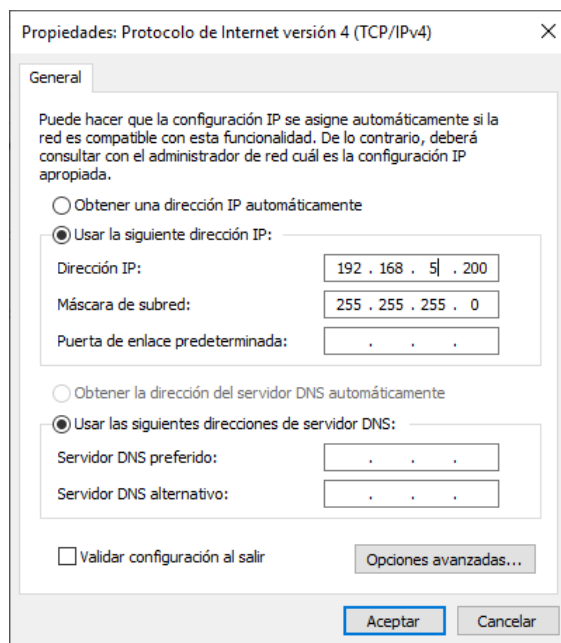 Propiedades: Protocolo de Internet versión 4 (TCP/IPv4)
General
Puede hacer que la configuración IP se asigne automáticamente si la
red es compatible con esta funcionalidad. De lo contrario, deberá
consultar con el administrador de red cuál es la configuración IP
apropiada.
Obtener una dirección IP automáticamente
Usar la siguiente dirección IP:
Dirección IP: 192 . 168 . 5 . 200
Máscara de subred: 255 . 255 . 255 . 0
Puerta de enlace predeterminada: . . .
Obtener la dirección del servidor DNS automáticamente
Usar las siguientes direcciones de servidor DNS:
Servidor DNS preferido: . . .
Servidor DNS alternativo: . . .
Validar configuración al salir
Opciones avanzadas...
Aceptar Cancelar